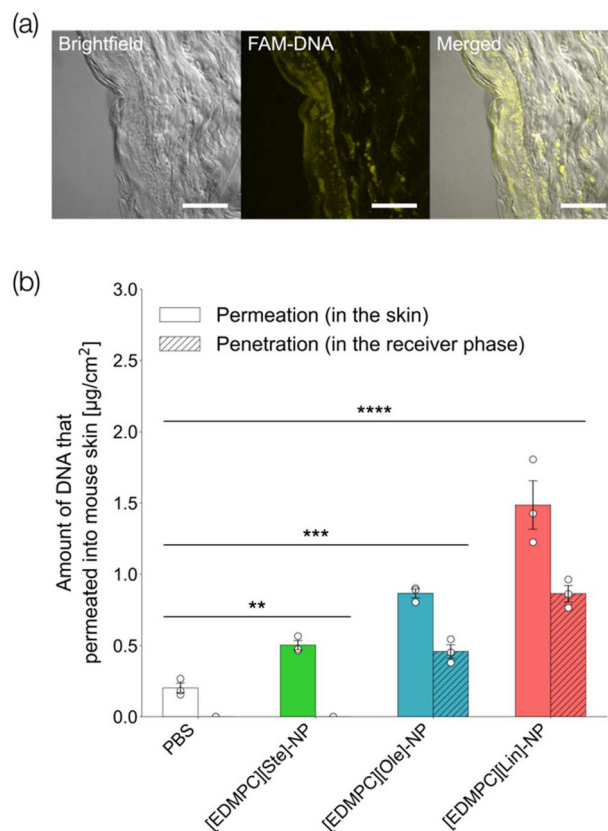 (a)
Brightfield
FAM-DNA
Merged
(b)
Amount of DNA that
permeated into mouse skin [μg/cm²]
3.0
2.5
2.0
1.5
1.0
0.5
0.0
Permeation (in the skin)
Penetration (in the receiver phase)
****
***
**
PBS
[EDMPC][Ste]-NP
[EDMPC][Ole]-NP
[EDMPC][Lin]-NP